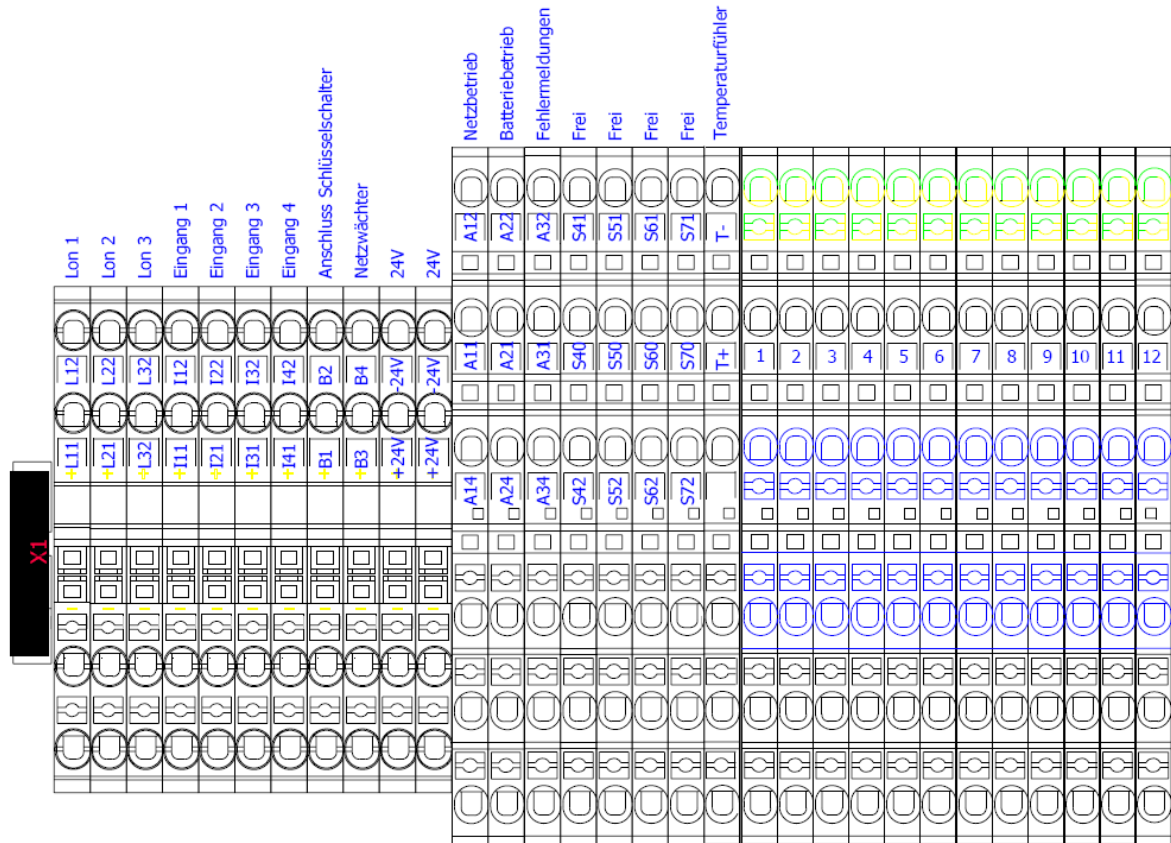 Netzbetrieb
Batteriebetrieb
Fehlermeldungen
Frei
Frei
Frei
Frei
Temperaturfühler
Lon 1
Lon 2
Lon 3
Eingang 1
Eingang 2
Eingang 3
Eingang 4
Anschluss Schlüsselschalter
Netzwächter
24V
24V
A12 A22 A32 S41 S51 S61 S71 T-
L12 L22 L32 I12 I22 I32 I42 B2 B4 -24V -24V
A11 A21 A31 S40 S50 S60 S70 T+ 1 2 3 4 5 6 7 8 9 10 11 12
+L11 +L21 +L32 +I11 +I21 +I31 +I41 +B1 +B3 +24V +24V
A14 A24 A34 S42 S52 S62 S72
X1